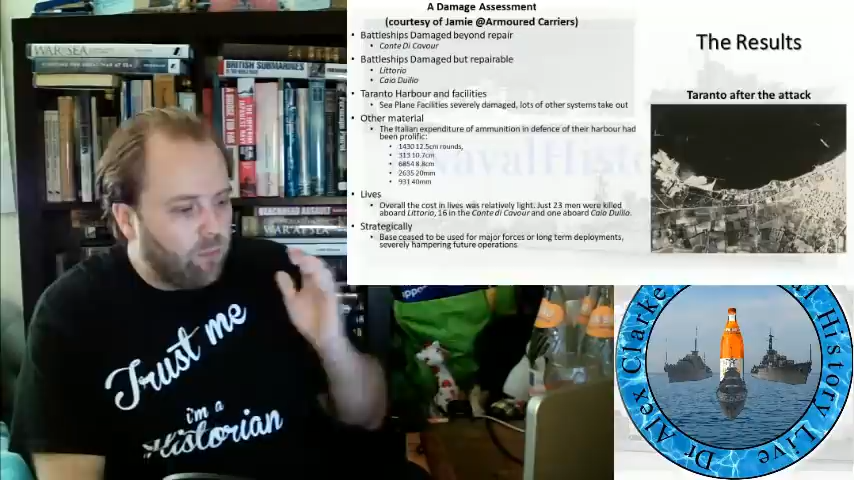 A Damage Assessment
(courtesy of Jamie @Armoured Carriers)
Battleships Damaged beyond repair
Conte Di Cavour
Battleships Damaged but repairable
Littorio
Caio Duilio
Taranto Harbour and facilities
Sea Plane Facilities severely damaged, lots of other systems take out
Other material
The Italian expenditure of ammunition in defence of their harbour had
been prolific:
1430 12.5cm rounds,
313 10.7cm
6854 8.8cm
2635 20mm
931 40mm
Lives
Overall the cost in lives was relatively light. Just 23 men were killed
aboard Littorio, 16 in the Conte di Cavour and one aboard Caio Duilio.
Strategically
Base ceased to be used for major forces or long term deployments,
severely hampering future operations
The Results
Taranto after the attack
WAR SEA
BRITISH SUBMARINES
WAR AT SEA
Trust me
i'm a
Historian
Dr Alex Clarke
History Live